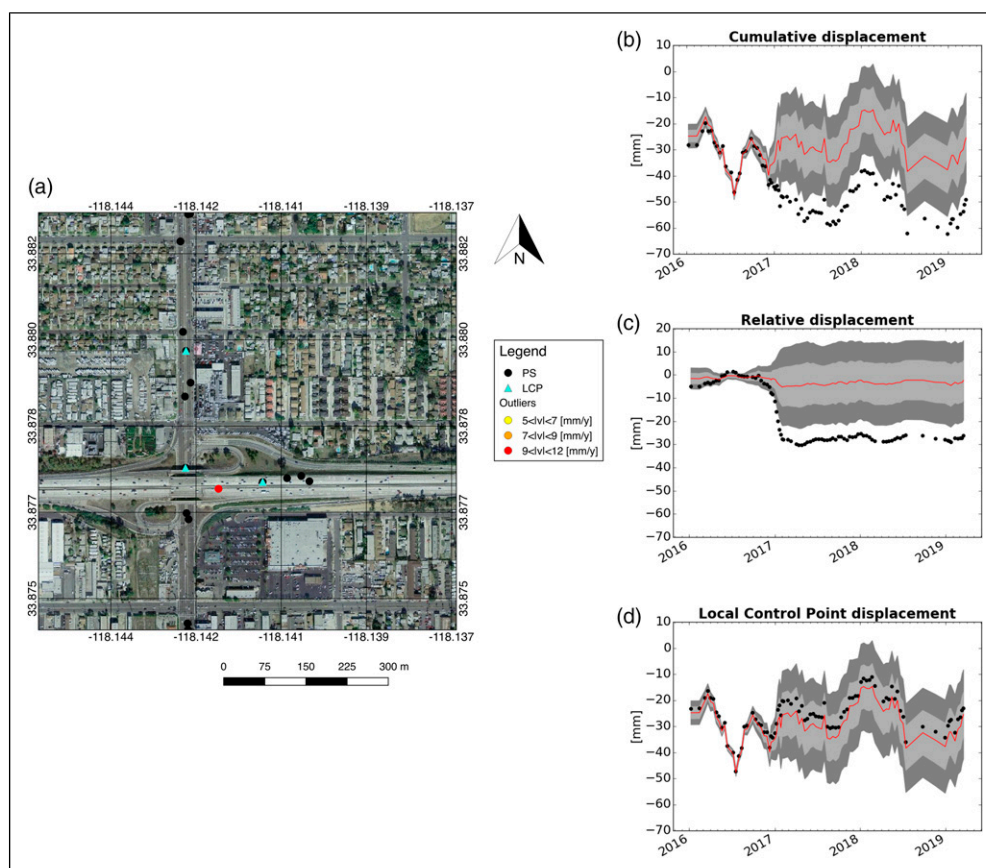 (a)
-118.144 -118.142 -118.141 -118.139 -118.137
33.882 33.882
33.880 33.880
33.878 33.878
33.877 33.877
33.875 33.875
-118.144 -118.142 -118.141 -118.139 -118.137
0 75 150 225 300 m
N
Legend
PS
LCP
Outliers
5<lvl<7 [mm/y]
7<lvl<9 [mm/y]
9<lvl<12 [mm/y]
(b)
Cumulative displacement
[mm]
10
0
−10
−20
−30
−40
−50
−60
−70
2016 2017 2018 2019
(c)
Relative displacement
[mm]
20
10
0
−10
−20
−30
−40
−50
−60
−70
2016 2017 2018 2019
(d)
Local Control Point displacement
[mm]
10
0
−10
−20
−30
−40
−50
−60
−70
2016 2017 2018 2019